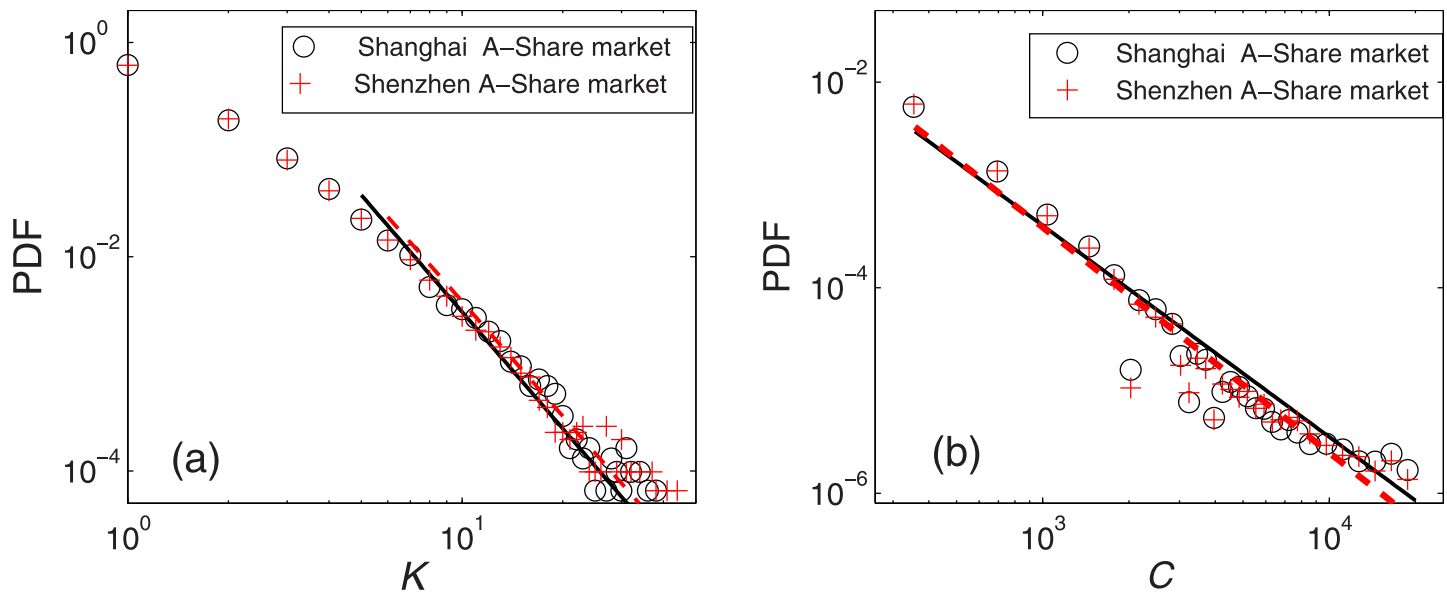 10^0
10^-2
10^-4
PDF
Shanghai A-Share market
Shenzhen A-Share market
(a)
10^0
10^1
K
10^-2
10^-4
10^-6
PDF
Shanghai A-Share market
Shenzhen A-Share market
(b)
10^3
10^4
C